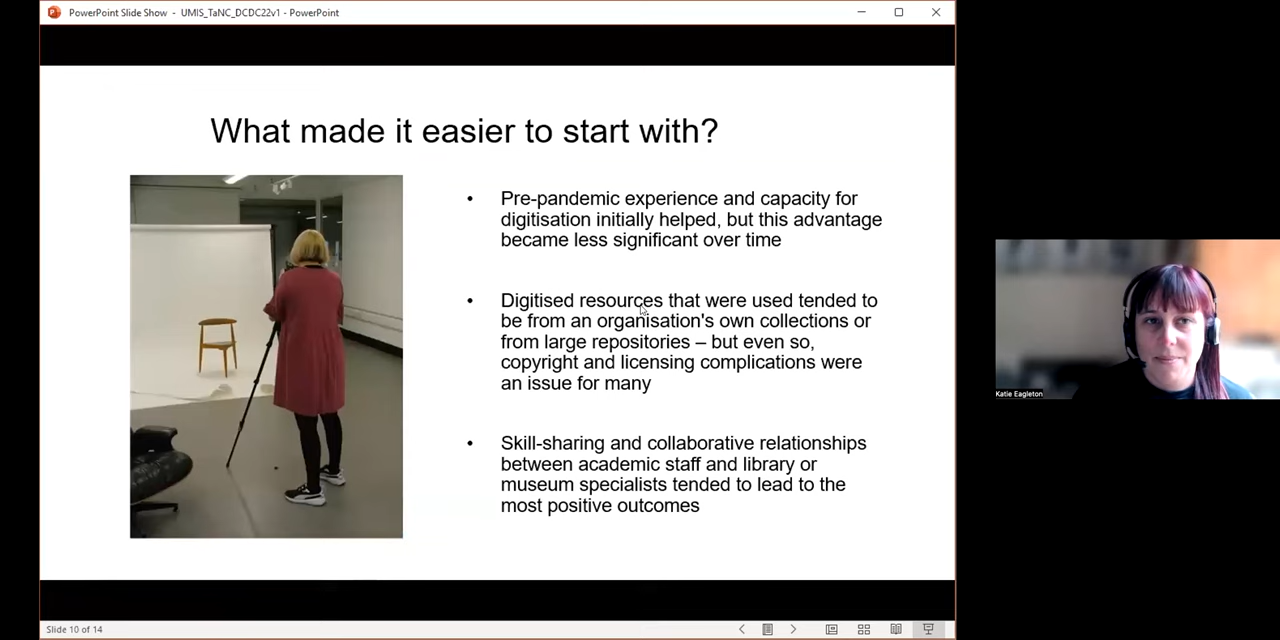 PowerPoint Slide Show - UMIS_TaNC_DCDC22v1 - PowerPoint
What made it easier to start with?
• Pre-pandemic experience and capacity for
digitisation initially helped, but this advantage
became less significant over time
• Digitised resources that were used tended to
be from an organisation's own collections or
from large repositories – but even so,
copyright and licensing complications were
an issue for many
• Skill-sharing and collaborative relationships
between academic staff and library or
museum specialists tended to lead to the
most positive outcomes
Katie Eagleton
Slide 10 of 14